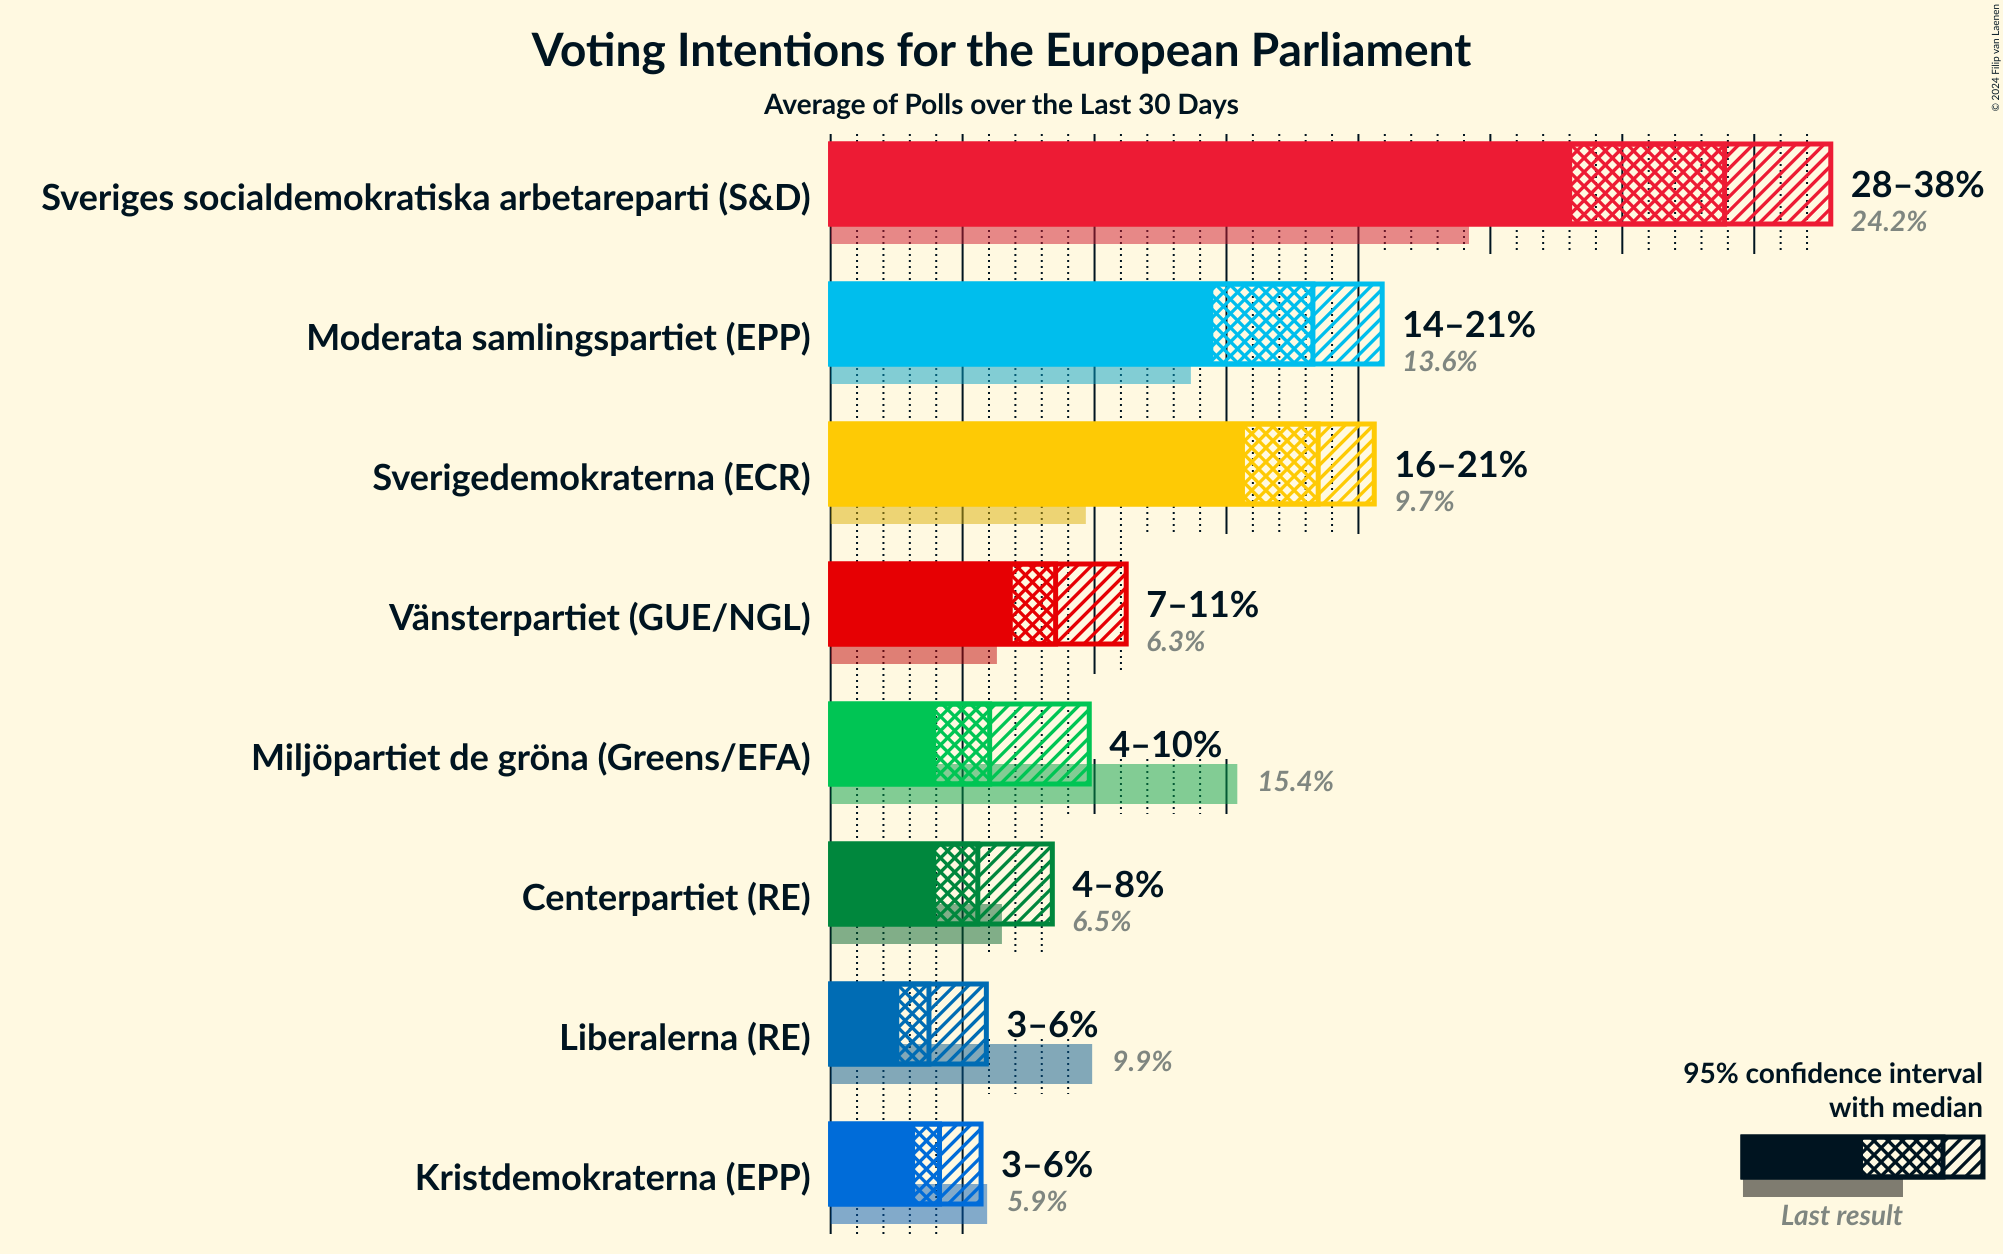 Voting Intentions for the European Parliament
Average of Polls over the Last 30 Days
© 2024 Filip van Laenen
Sveriges socialdemokratiska arbetareparti (S&D)
28–38%
24.2%
Moderata samlingspartiet (EPP)
14–21%
13.6%
Sverigedemokraterna (ECR)
16–21%
9.7%
Vänsterpartiet (GUE/NGL)
7–11%
6.3%
Miljöpartiet de gröna (Greens/EFA)
4–10%
15.4%
Centerpartiet (RE)
4–8%
6.5%
Liberalerna (RE)
3–6%
9.9%
Kristdemokraterna (EPP)
3–6%
5.9%
95% confidence interval
with median
Last result